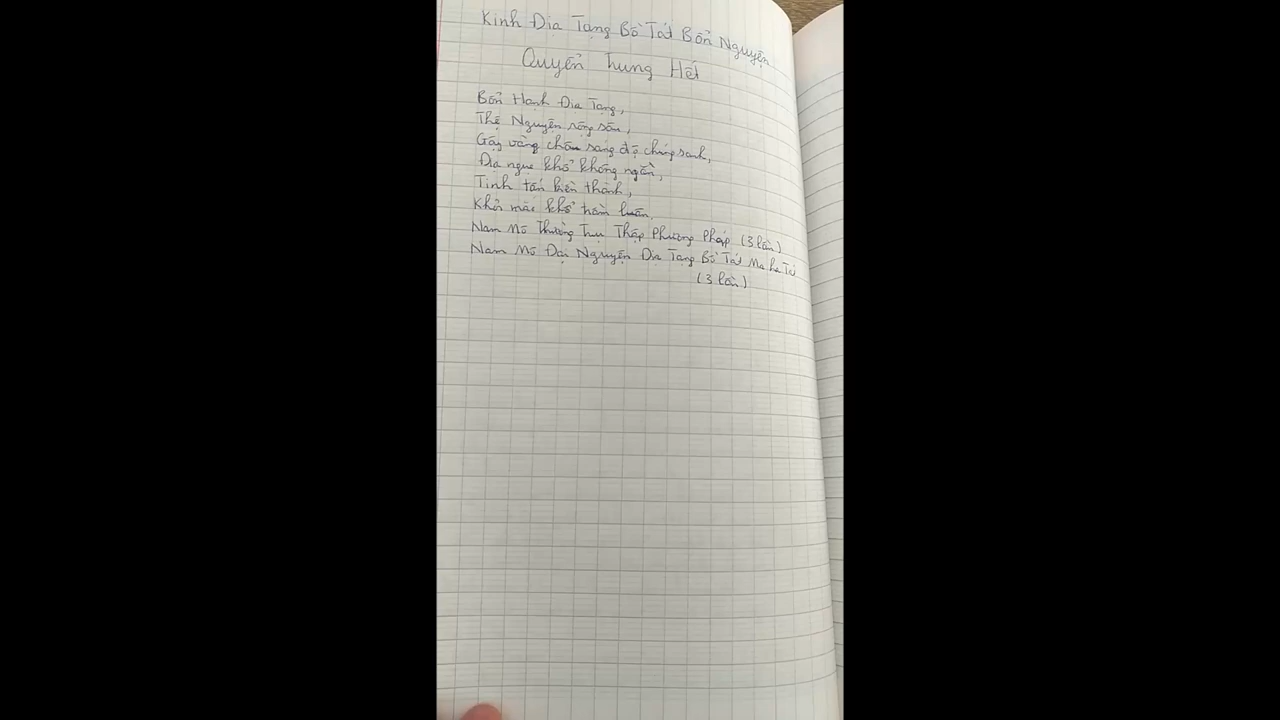 Kinh Địa Tạng Bồ Tát Bổn Nguyện
Quyển Trung Hết
Bổn Hạnh Địa Tạng,
Thệ Nguyện rộng sâu,
Gậy vàng châu sáng độ chúng sanh,
Địa ngục khổ không ngằn,
Tinh tấn biên thành,
Khỏi mắc khổ trầm luân.
Nam Mô Thường Trụ Thập Phương Pháp (3 lần)
Nam Mô Đại Nguyện Địa Tạng Bồ Tát Ma ha Tát
(3 lần)